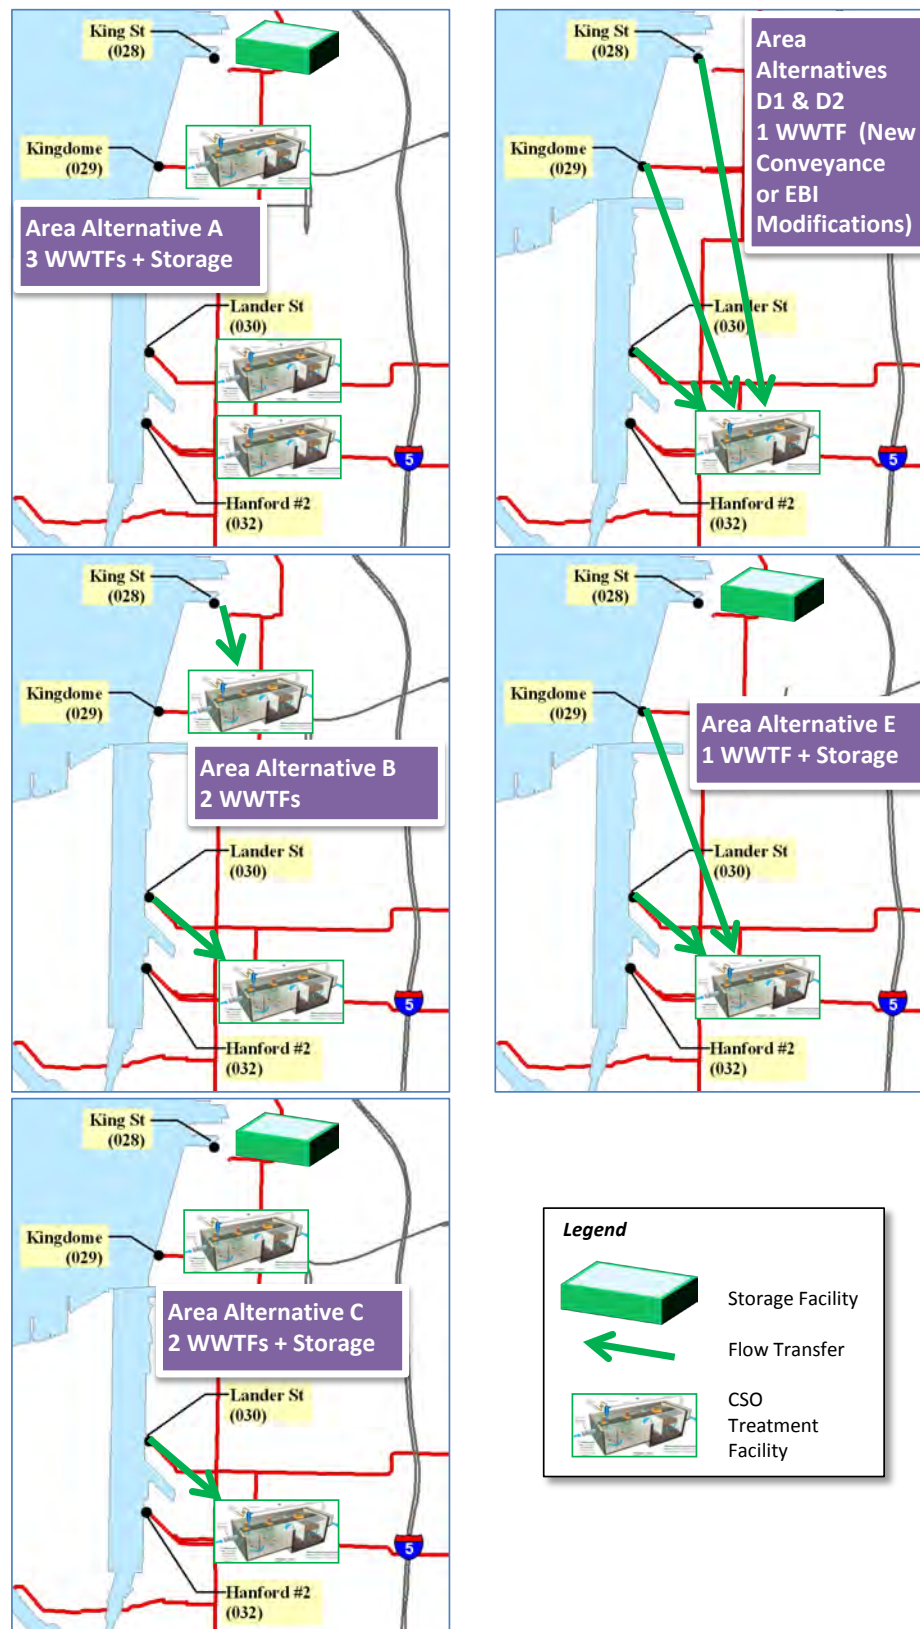 King St
(028)
Kingdome
(029)
Area Alternative A
3 WWTFs + Storage
Lander St
(030)
5
Hanford #2
(032)
King St
(028)
Area
Alternatives
D1 & D2
1 WWTF (New
Conveyance
or EBI
Modifications)
Kingdome
(029)
Lander St
(030)
5
Hanford #2
(032)
King St
(028)
Kingdome
(029)
Area Alternative B
2 WWTFs
Lander St
(030)
5
Hanford #2
(032)
King St
(028)
Kingdome
(029)
Area Alternative E
1 WWTF + Storage
Lander St
(030)
5
Hanford #2
(032)
King St
(028)
Kingdome
(029)
Area Alternative C
2 WWTFs + Storage
Lander St
(030)
5
Hanford #2
(032)
Legend
Storage Facility
Flow Transfer
CSO
Treatment
Facility